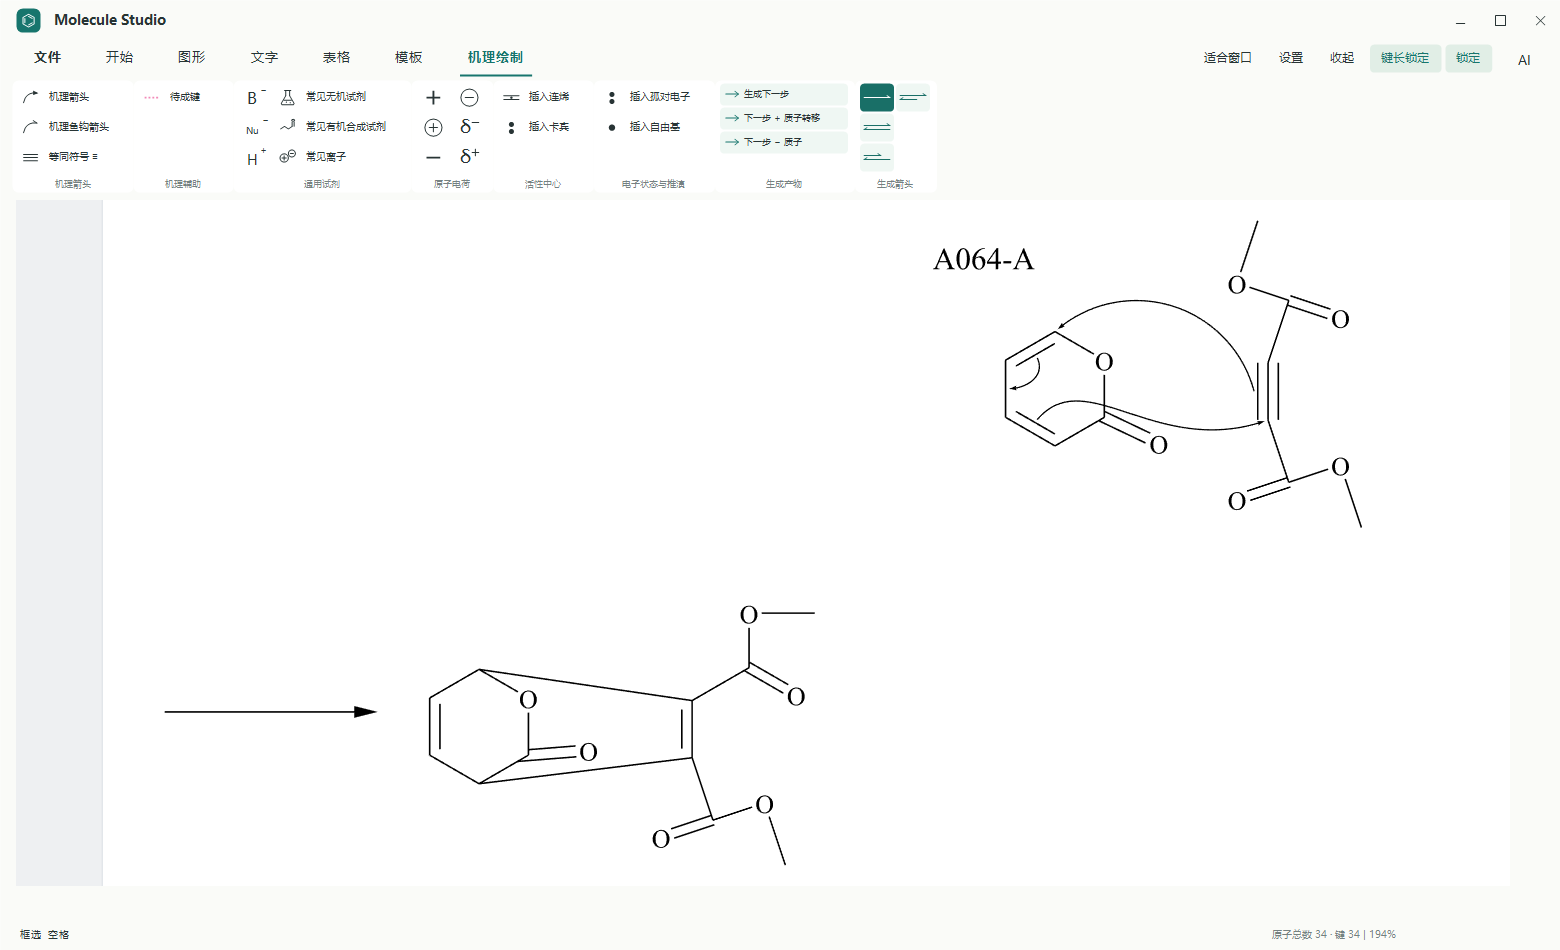 Molecule Studio
文件 开始 图形 文字 表格 模板 机理绘制 适合窗口 设置 收起 键长锁定 锁定 AI
机理箭头 待成键 B⁻ 常见无机试剂 + ⊖ 插入连烯 插入孤对电子 生成下一步
机理鱼钩箭头 Nu⁻ 常见有机合成试剂 ⊕ δ⁻ 插入卡宾 插入自由基 下一步 + 质子转移
等同符号 ≡ H⁺ 常见离子 − δ⁺ 下一步 − 质子
机理箭头 机理辅助 通用试剂 原子电荷 活性中心 电子状态与推演 生成产物 生成箭头
A064-A
O
O
O
O
O
O
O
O
O
O
O
O
O
框选 空格 原子总数 34 · 键 34 | 194%